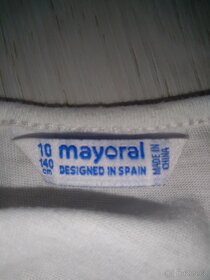 10
140
cm
mayoral
DESIGNED IN SPAIN
MADE IN
CHINA